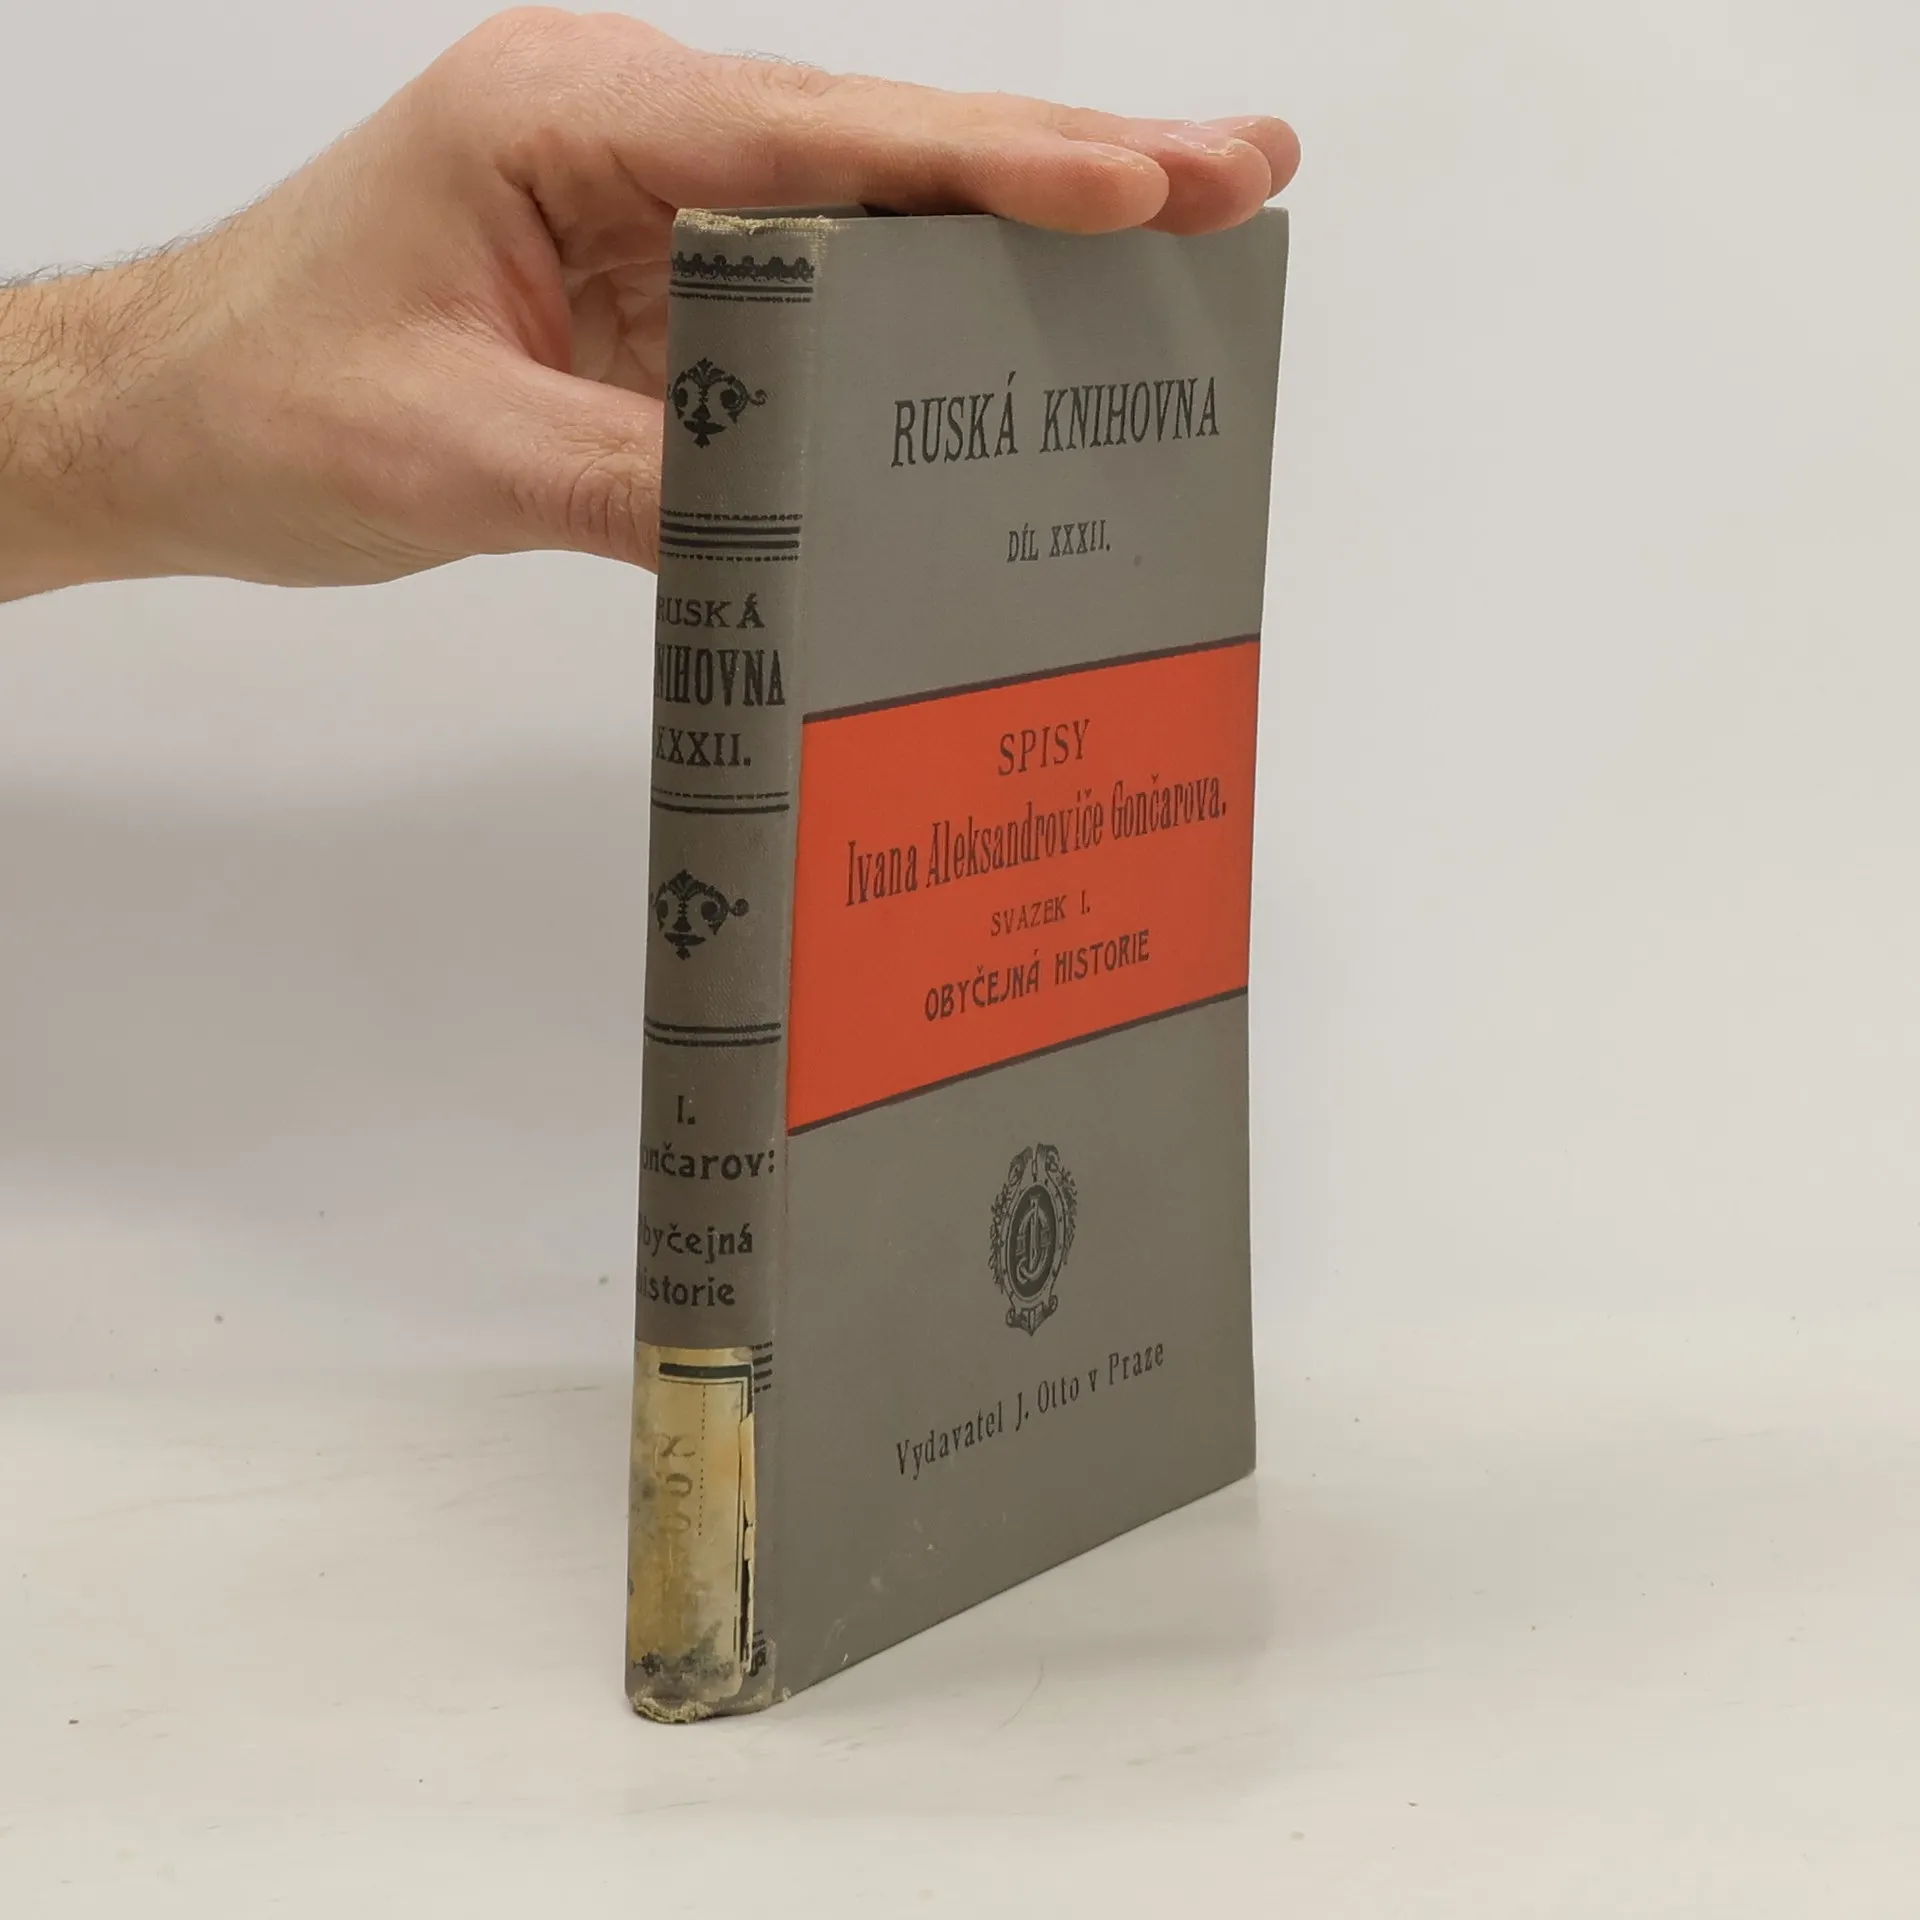 RUSKÁ KNIHOVNA
DÍL XXXII.
SPISY
Ivana Aleksandroviče Gončarova.
SVAZEK I.
OBYČEJNÁ HISTORIE
Vydavatel J. Otto v Praze
RUSKÁ
KNIHOVNA
XXXII.
I.
Gončarov:
Obyčejná
historie